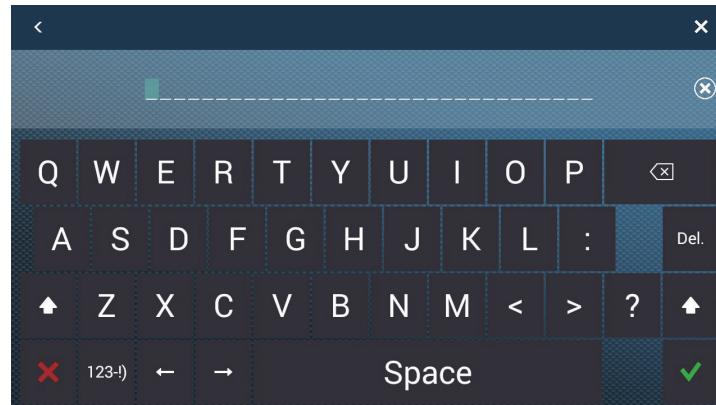 Q W E R T Y U I O P
A S D F G H J K L : Del.
Z X C V B N M < > ?
123-!) ← → Space